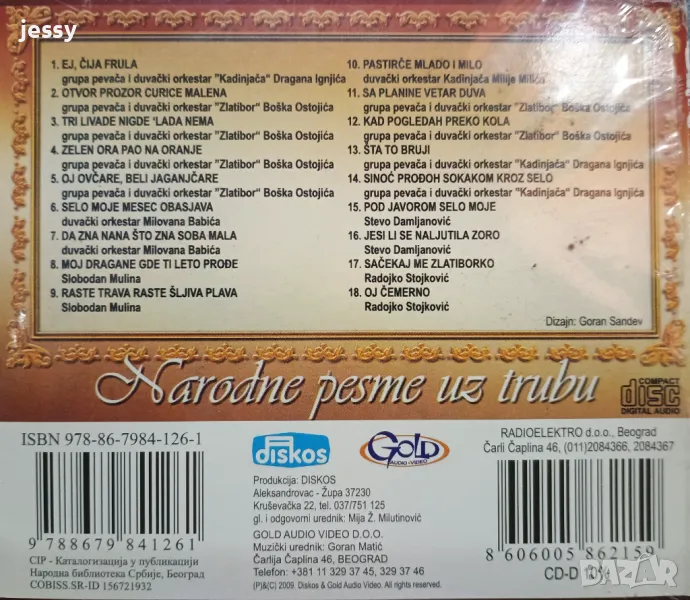 jessy
1. EJ, ČIJA FRULA
grupa pevača i duvački orkestar "Kadinjača" Dragana Ignjića
2. OTVOR PROZOR CURICE MALENA
grupa pevača i duvački orkestar "Zlatibor" Boška Ostojića
3. TRI LIVADE NIGDE 'LADA NEMA
grupa pevača i duvački orkestar "Zlatibor" Boška Ostojića
4. ZELEN ORA PAO NA ORANJE
grupa pevača i duvački orkestar "Zlatibor" Boška Ostojića
5. OJ OVČARE, BELI JAGANJČARE
grupa pevača i duvački orkestar "Zlatibor" Boška Ostojića
6. SELO MOJE MESEC OBASJAVA
duvački orkestar Milovana Babića
7. DA ZNA NANA ŠTO ZNA SOBA MALA
duvački orkestar Milovana Babića
8. MOJ DRAGANE GDE TI LETO PROĐE
Slobodan Mulina
9. RASTE TRAVA RASTE ŠLJIVA PLAVA
Slobodan Mulina
10. PASTIRČE MLADO I MILO
duvački orkestar Kadinjača Milije Milića
11. SA PLANINE VETAR DUVA
grupa pevača i duvački orkestar "Zlatibor" Boška Ostojića
12. KAD POGLEDAH PREKO KOLA
grupa pevača i duvački orkestar "Zlatibor" Boška Ostojića
13. ŠTA TO BRUJI
grupa pevača i duvački orkestar "Kadinjača" Dragana Ignjića
14. SINOĆ PROĐOH SOKAKOM KROZ SELO
grupa pevača i duvački orkestar "Kadinjača" Dragana Ignjića
15. POD JAVOROM SELO MOJE
Stevo Damljanović
16. JESI LI SE NALJUTILA ZORO
Stevo Damljanović
17. SAČEKAJ ME ZLATIBORKO
Radojko Stojković
18. OJ ČEMERNO
Radojko Stojković
Dizajn: Goran Sandev
Narodne pesme uz trubu
COMPACT
disc
DIGITAL AUDIO
ISBN 978-86-7984-126-1
9 788679 841261
CIP - Каталогизација у публикацији
Народна библиотека Србије, Београд
COBISS.SR-ID 156721932
diskos
GOLD
AUDIO-VIDEO
Produkcija: DISKOS
Aleksandrovac - Župa 37230
Kruševačka 22, tel. 037/751 125
gl. i odgovorni urednik: Mija Ž. Milutinović
GOLD AUDIO VIDEO D.O.O.
Muzički urednik: Goran Matić
Čarlija Čaplina 46, BEOGRAD
Telefon: +381 11 329 37 45, 329 37 46
(P)&(C) 2009 Diskos & Gold Audio Video. All rights reserved.
RADIOELEKTRO d.o.o., Beograd
Čarli Čaplina 46, (011)2084366, 2084367
8 606005 862159
CD-D
BAZAR